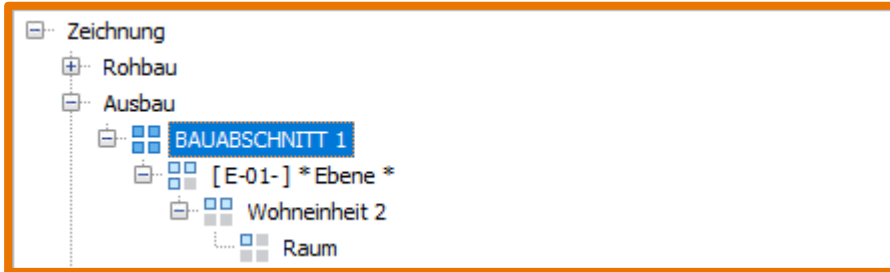 Zeichnung
Rohbau
Ausbau
BAUABSCHNITT 1
[E-01-] * Ebene *
Wohneinheit 2
Raum